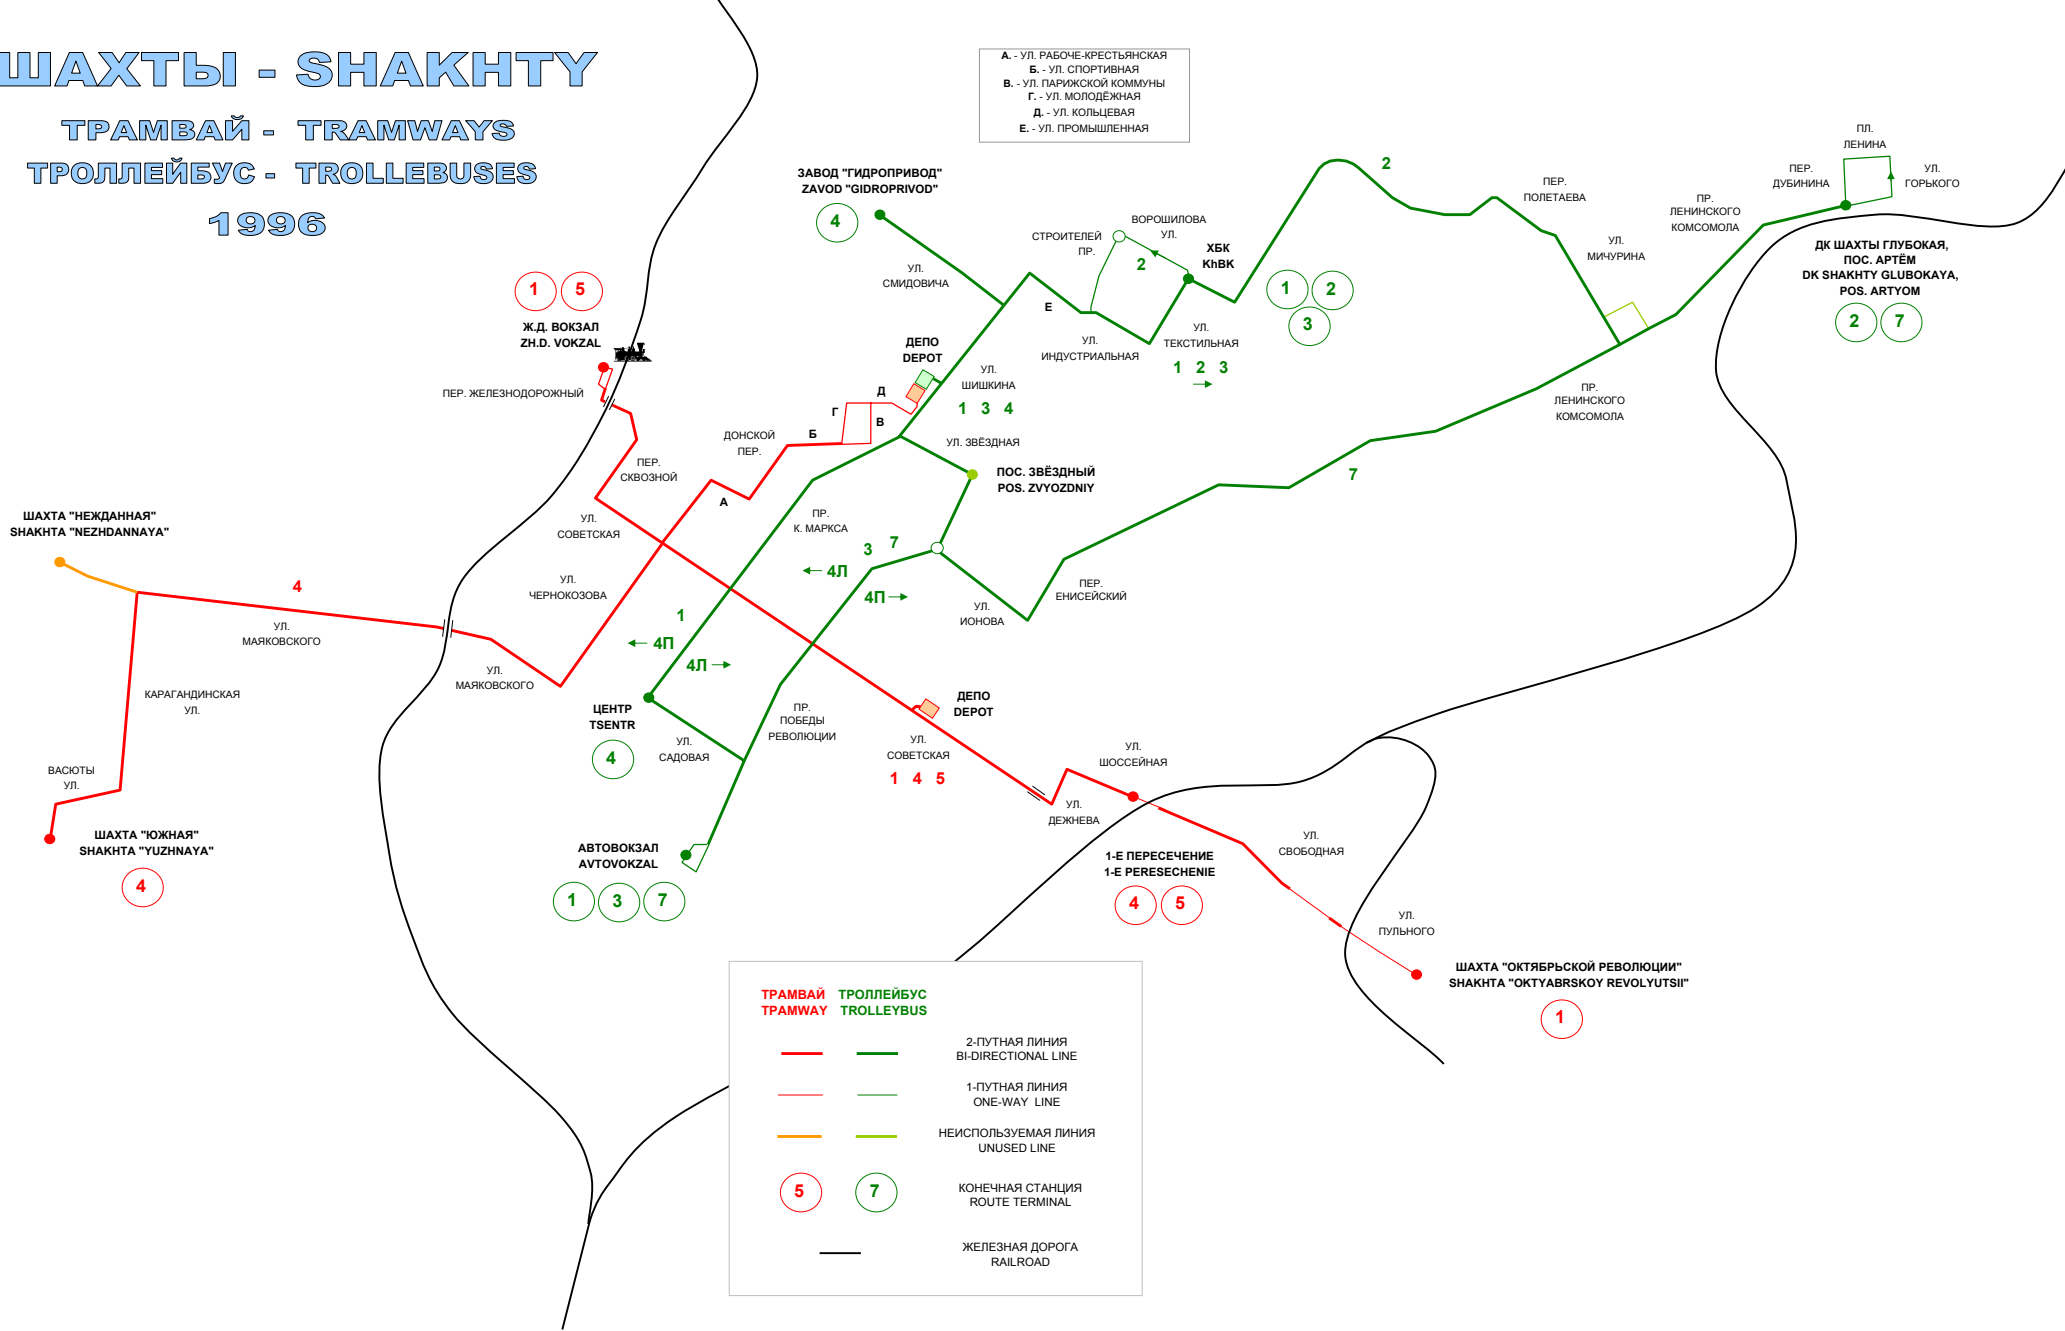 ШАХТЫ - SHAKHTY
ТРАМВАЙ - TRAMWAYS
ТРОЛЛЕЙБУС - TROLLEBUSES
1996
А. - УЛ. РАБОЧЕ-КРЕСТЬЯНСКАЯ
Б. - УЛ. СПОРТИВНАЯ
В. - УЛ. ПАРИЖСКОЙ КОММУНЫ
Г. - УЛ. МОЛОДЁЖНАЯ
Д. - УЛ. КОЛЬЦЕВАЯ
Е. - УЛ. ПРОМЫШЛЕННАЯ
ЗАВОД "ГИДРОПРИВОД"
ZAVOD "GIDROPRIVOD"
4
УЛ.
СМИДОВИЧА
СТРОИТЕЛЕЙ
ПР.
ВОРОШИЛОВА
УЛ.
2
ХБК
KhBK
1 2
3
Е
УЛ.
ИНДУСТРИАЛЬНАЯ
УЛ.
ТЕКСТИЛЬНАЯ
1 2 3
2
ПЕР.
ПОЛЕТАЕВА
УЛ.
МИЧУРИНА
ПР.
ЛЕНИНСКОГО
КОМСОМОЛА
ПЕР.
ДУБИНИНА
ПЛ.
ЛЕНИНА
УЛ.
ГОРЬКОГО
ДК ШАХТЫ ГЛУБОКАЯ,
ПОС. АРТЁМ
DK SHAKHTY GLUBOKAYA,
POS. ARTYOM
2 7
ПР.
ЛЕНИНСКОГО
КОМСОМОЛА
7
1 5
Ж.Д. ВОКЗАЛ
ZH.D. VOKZAL
ПЕР. ЖЕЛЕЗНОДОРОЖНЫЙ
ДЕПО
DEPOT
УЛ.
ШИШКИНА
1 3 4
Д
Г
В
Б
ДОНСКОЙ
ПЕР.
А
УЛ. ЗВЁЗДНАЯ
ПОС. ЗВЁЗДНЫЙ
POS. ZVYOZDNIY
ПЕР.
СКВОЗНОЙ
УЛ.
СОВЕТСКАЯ
ПР.
К. МАРКСА
3 7
4Л
4П
УЛ.
ЧЕРНОКОЗОВА
1
4П
4Л
УЛ.
ИОНОВА
ПЕР.
ЕНИСЕЙСКИЙ
ШАХТА "НЕЖДАННАЯ"
SHAKHTA "NEZHDANNAYA"
4
УЛ.
МАЯКОВСКОГО
УЛ.
МАЯКОВСКОГО
КАРАГАНДИНСКАЯ
УЛ.
ВАСЮТЫ
УЛ.
ШАХТА "ЮЖНАЯ"
SHAKHTA "YUZHNAYA"
4
ЦЕНТР
TSENTR
4
УЛ.
САДОВАЯ
ПР.
ПОБЕДЫ
РЕВОЛЮЦИИ
АВТОВОКЗАЛ
AVTOVOKZAL
1 3 7
ДЕПО
DEPOT
УЛ.
СОВЕТСКАЯ
1 4 5
УЛ.
ШОССЕЙНАЯ
УЛ.
ДЕЖНЕВА
1-Е ПЕРЕСЕЧЕНИЕ
1-E PERESECHENIE
4 5
УЛ.
СВОБОДНАЯ
УЛ.
ПУЛЬНОГО
ШАХТА "ОКТЯБРЬСКОЙ РЕВОЛЮЦИИ"
SHAKHTA "OKTYABRSKOY REVOLYUTSII"
1
ТРАМВАЙ ТРОЛЛЕЙБУС
TPAMWAY TROLLEYBUS
2-ПУТНАЯ ЛИНИЯ
BI-DIRECTIONAL LINE
1-ПУТНАЯ ЛИНИЯ
ONE-WAY LINE
НЕИСПОЛЬЗУЕМАЯ ЛИНИЯ
UNUSED LINE
5 7
КОНЕЧНАЯ СТАНЦИЯ
ROUTE TERMINAL
ЖЕЛЕЗНАЯ ДОРОГА
RAILROAD